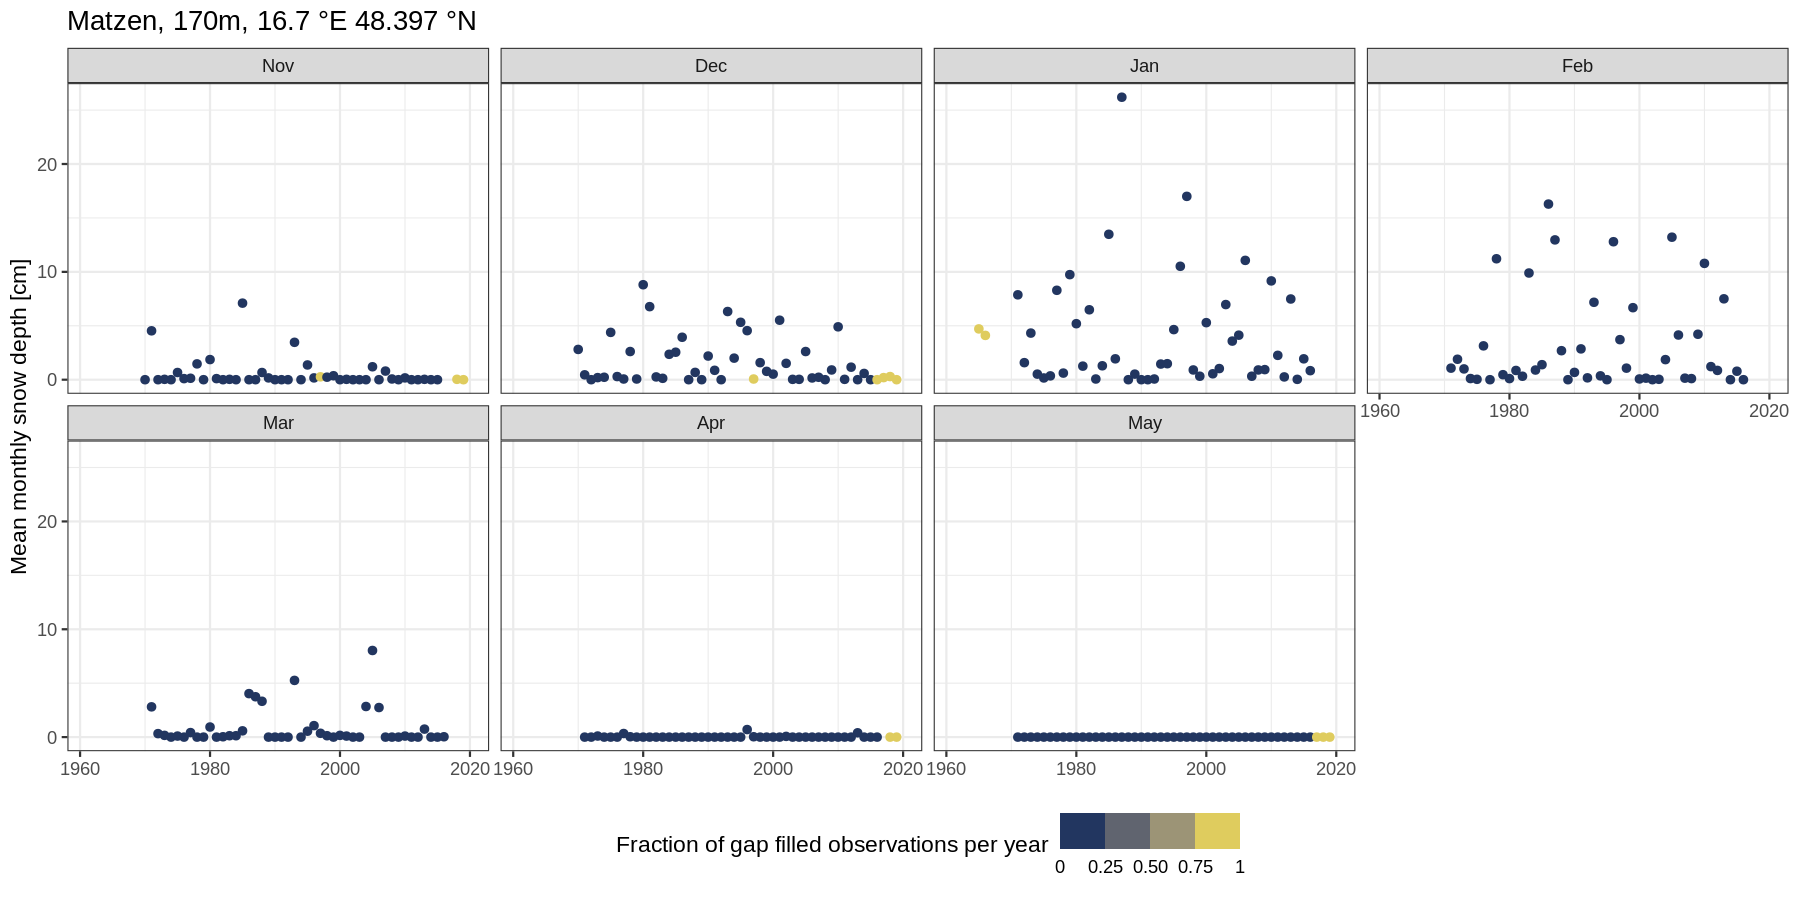 Matzen, 170m, 16.7 °E 48.397 °N
Nov
Dec
Jan
Feb
20
10
0
1960 1980 2000 2020
Mar
Apr
May
20
10
0
1960 1980 2000 2020 1960 1980 2000 2020 1960 1980 2000 2020
Mean monthly snow depth [cm]
Fraction of gap filled observations per year
0 0.25 0.50 0.75 1